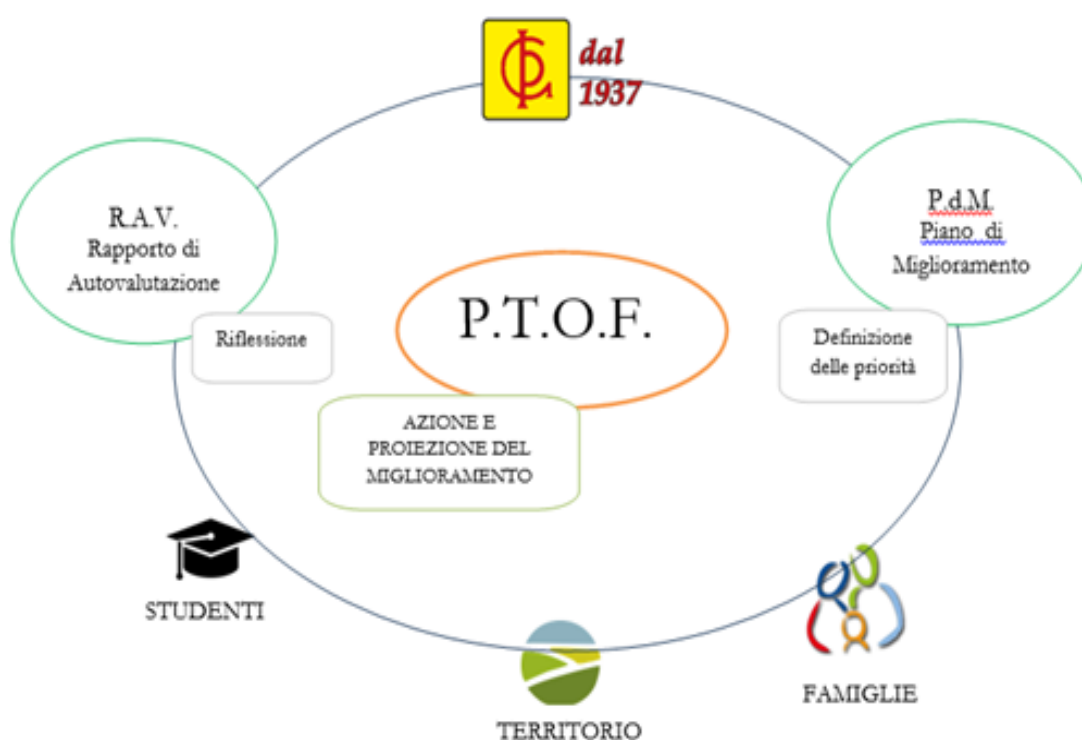 dal
1937
R.A.V.
Rapporto di
Autovalutazione
Riflessione
P.d.M.
Piano di
Miglioramento
Definizione
delle priorità
P.T.O.F.
AZIONE E
PROIEZIONE DEL
MIGLIORAMENTO
STUDENTI
TERRITORIO
FAMIGLIE